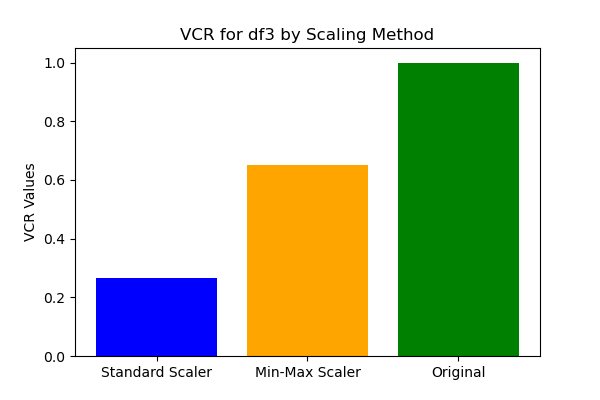 VCR for df3 by Scaling Method
VCR Values
1.0
0.8
0.6
0.4
0.2
0.0
Standard Scaler
Min-Max Scaler
Original